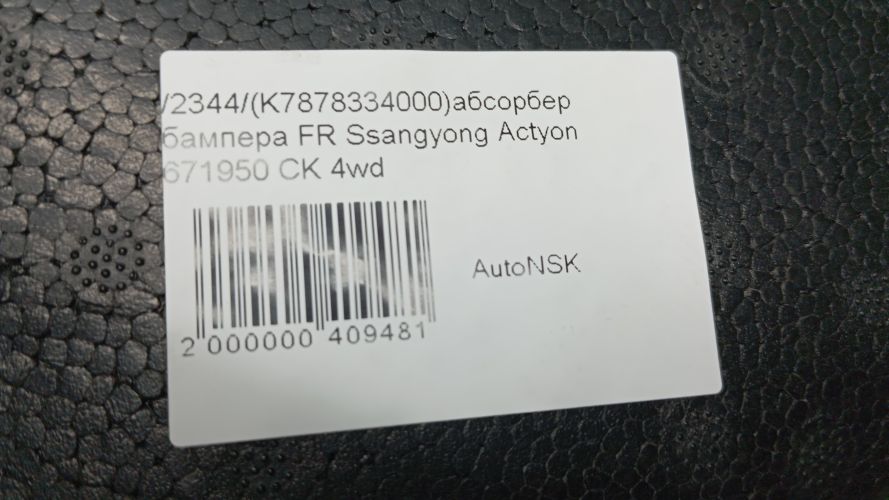 /2344/(K7878334000)абсорбер
бампера FR Ssangyong Actyon
671950 CK 4wd
AutoNSK
2 000000 409481